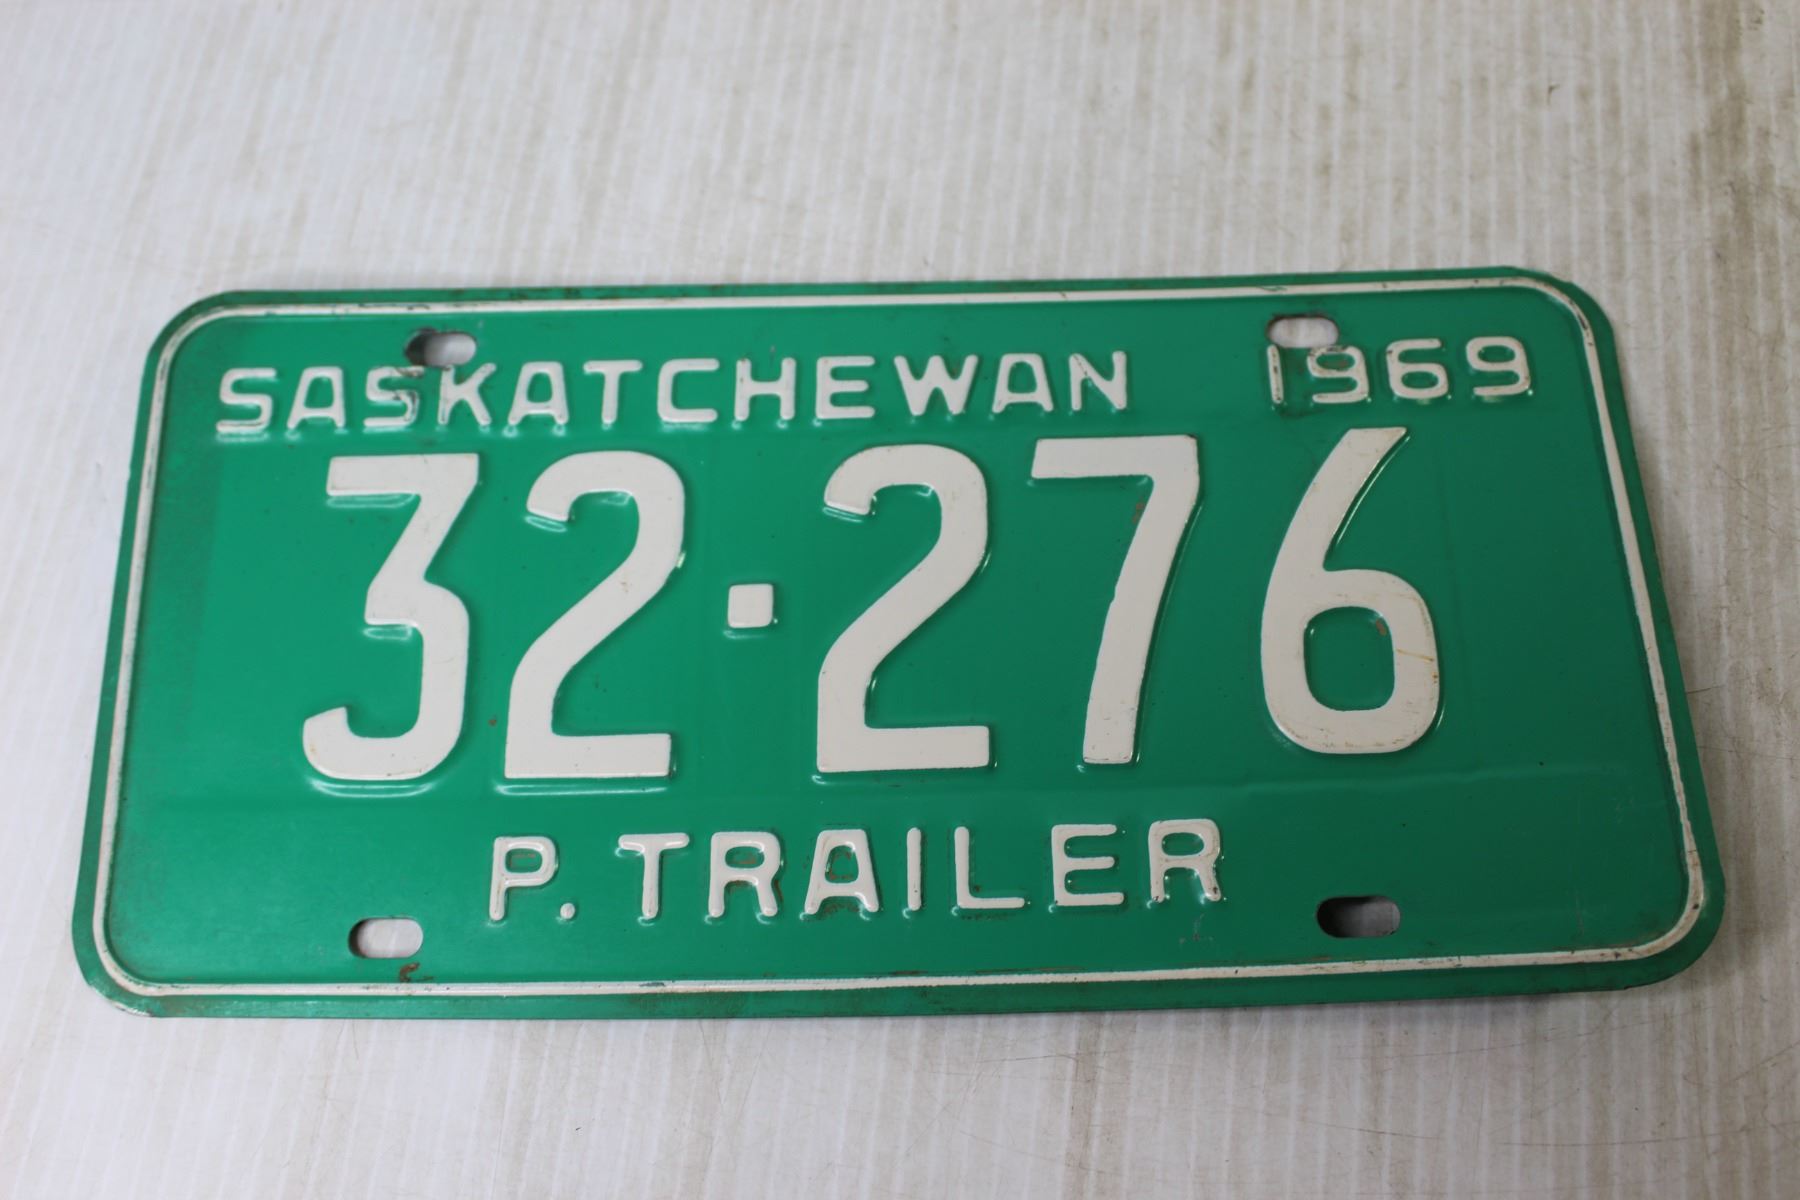 SASKATCHEWAN 1969
32·276
P. TRAILER